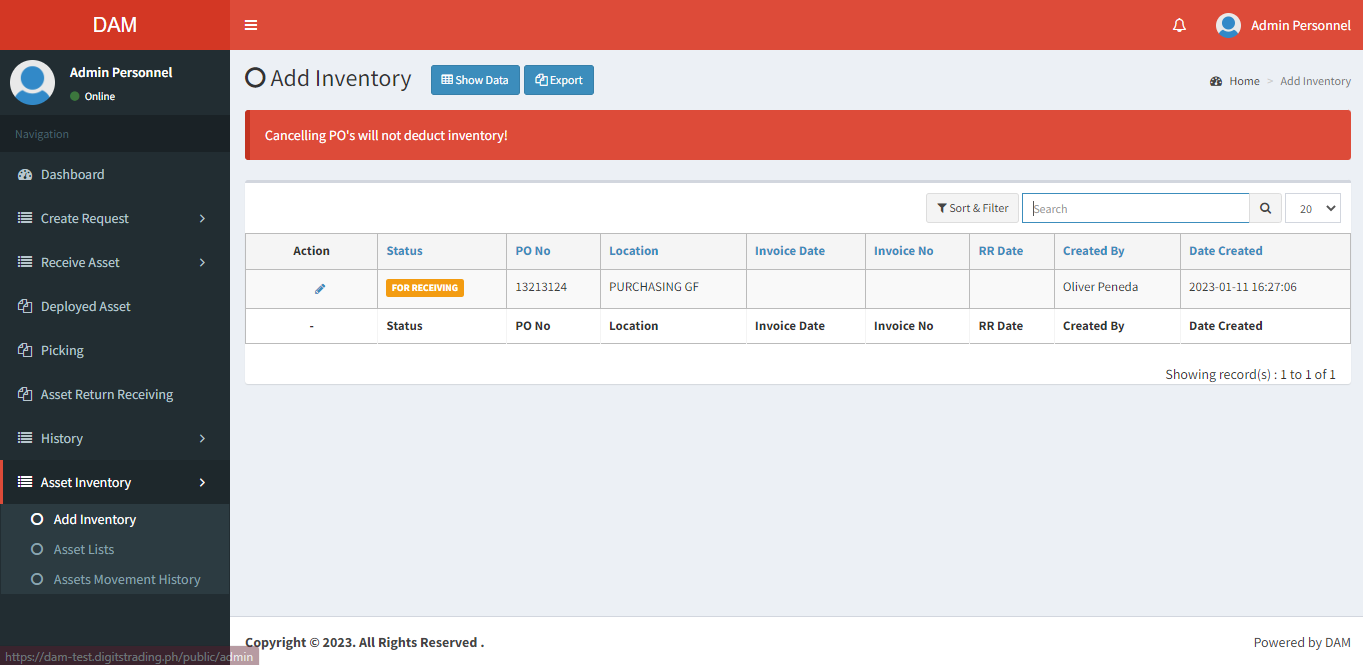 DAM
Admin Personnel
Admin Personnel
Online
Navigation
Dashboard
Create Request
Receive Asset
Deployed Asset
Picking
Asset Return Receiving
History
Asset Inventory
Add Inventory
Asset Lists
Assets Movement History
https://dam-test.digitstrading.ph/public/admin
Add Inventory Show Data Export
Home > Add Inventory
Cancelling PO's will not deduct inventory!
Sort & Filter Search 20
Action Status PO No Location Invoice Date Invoice No RR Date Created By Date Created
FOR RECEIVING 13213124 PURCHASING GF Oliver Peneda 2023-01-11 16:27:06
- Status PO No Location Invoice Date Invoice No RR Date Created By Date Created
Showing record(s) : 1 to 1 of 1
Copyright © 2023. All Rights Reserved . Powered by DAM